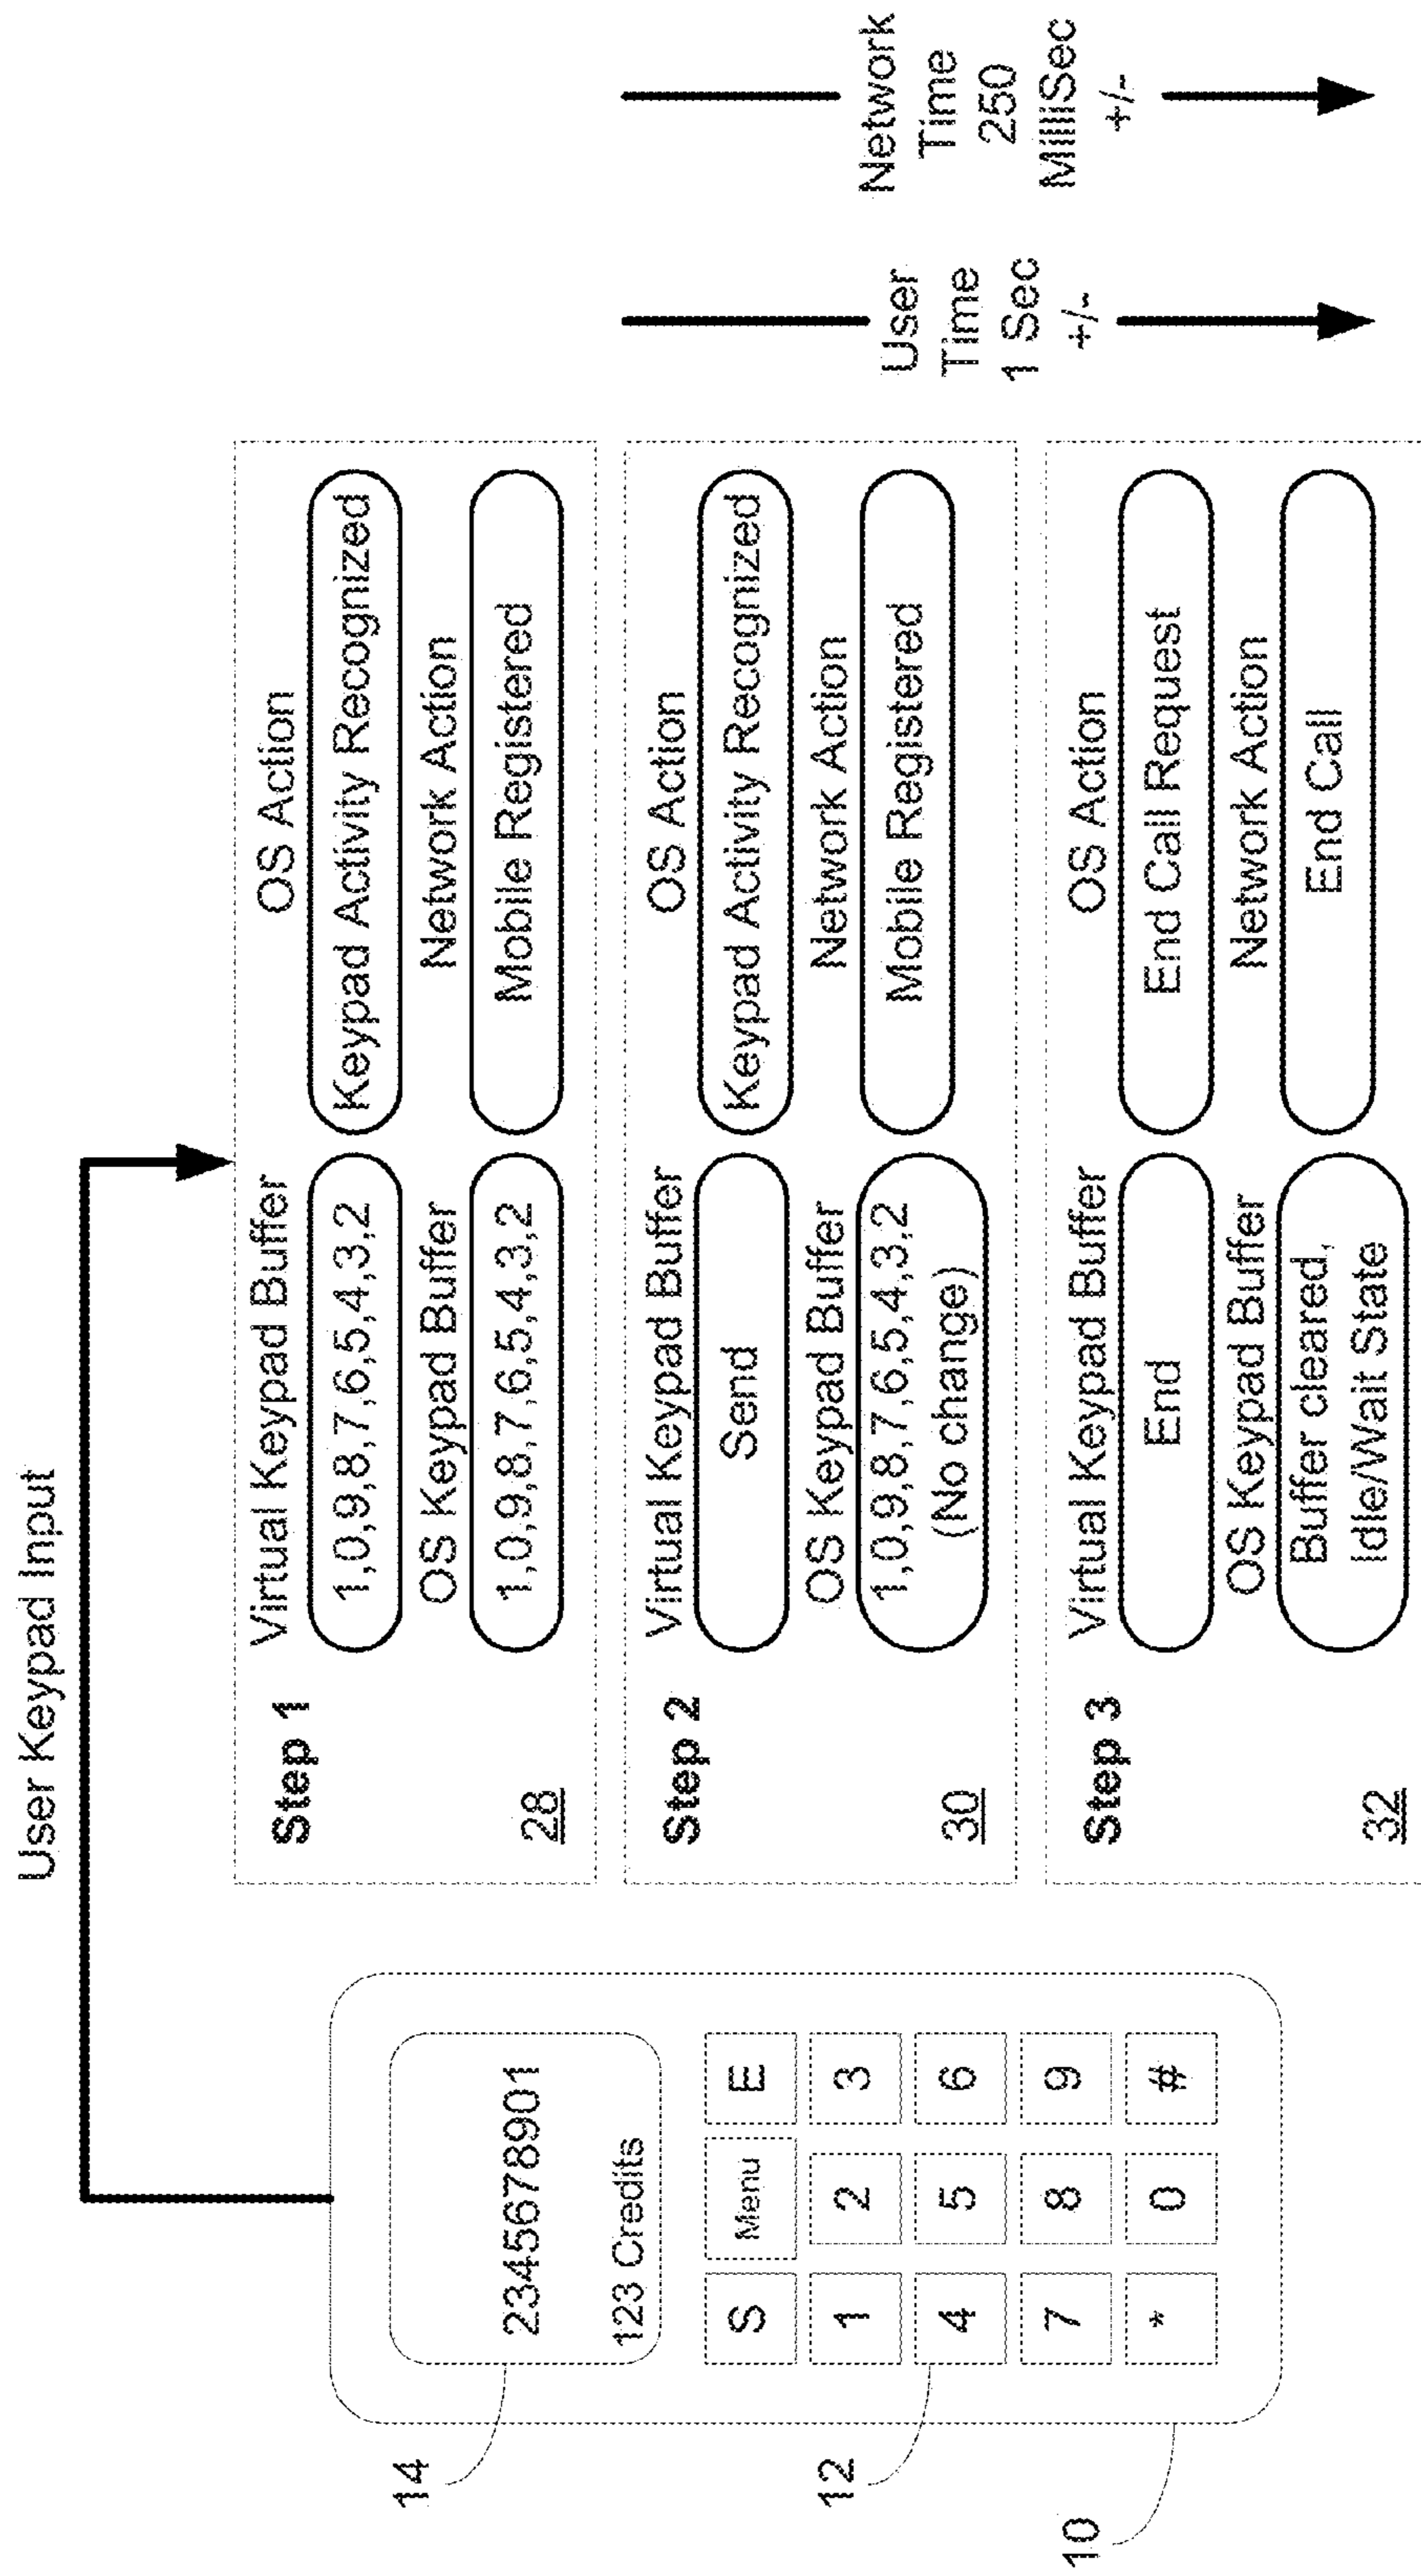 User Keypad Input
14
12
10
2345678901
123 Credits
S Menu E
1 2 3
4 5 6
7 8 9
* 0 #
Step 1
28
Virtual Keypad Buffer
1,0,9,8,7,6,5,4,3,2
OS Keypad Buffer
1,0,9,8,7,6,5,4,3,2
OS Action
Keypad Activity Recognized
Network Action
Mobile Registered
Step 2
30
Virtual Keypad Buffer
Send
OS Keypad Buffer
1,0,9,8,7,6,5,4,3,2
(No change)
OS Action
Keypad Activity Recognized
Network Action
Mobile Registered
Step 3
32
Virtual Keypad Buffer
End
OS Keypad Buffer
Buffer cleared,
Idle/Wait State
OS Action
End Call Request
Network Action
End Call
User
Time
1 Sec
+/-
Network
Time
250
MilliSec
+/-